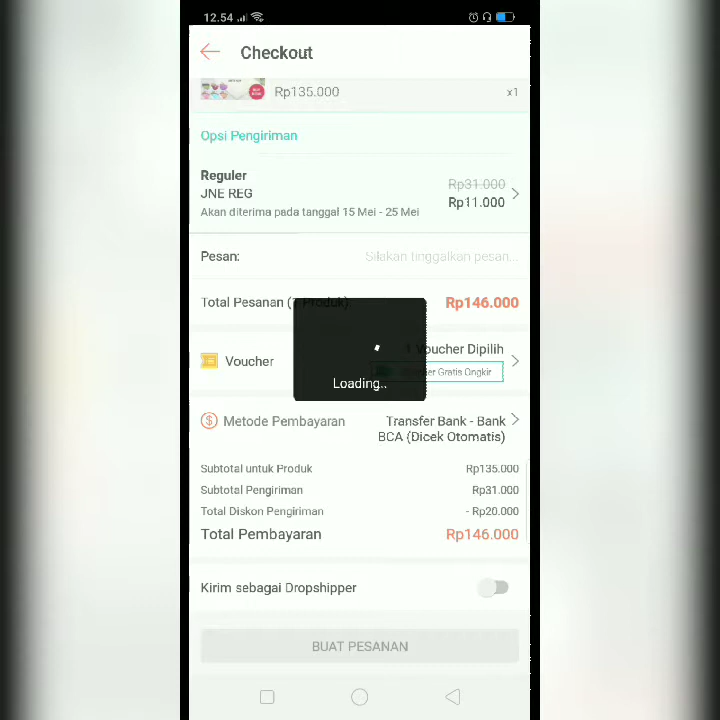 12.54
Checkout
Rp135.000 x1
Opsi Pengiriman
Reguler
JNE REG
Rp31.000
Rp11.000
Akan diterima pada tanggal 15 Mei - 25 Mei
Pesan: Silakan tinggalkan pesan...
Total Pesanan (1 Produk) Rp146.000
Voucher
1 Voucher Dipilih
Gratis Ongkir
Loading..
Metode Pembayaran
Transfer Bank - Bank
BCA (Dicek Otomatis)
Subtotal untuk Produk Rp135.000
Subtotal Pengiriman Rp31.000
Total Diskon Pengiriman - Rp20.000
Total Pembayaran Rp146.000
Kirim sebagai Dropshipper
BUAT PESANAN